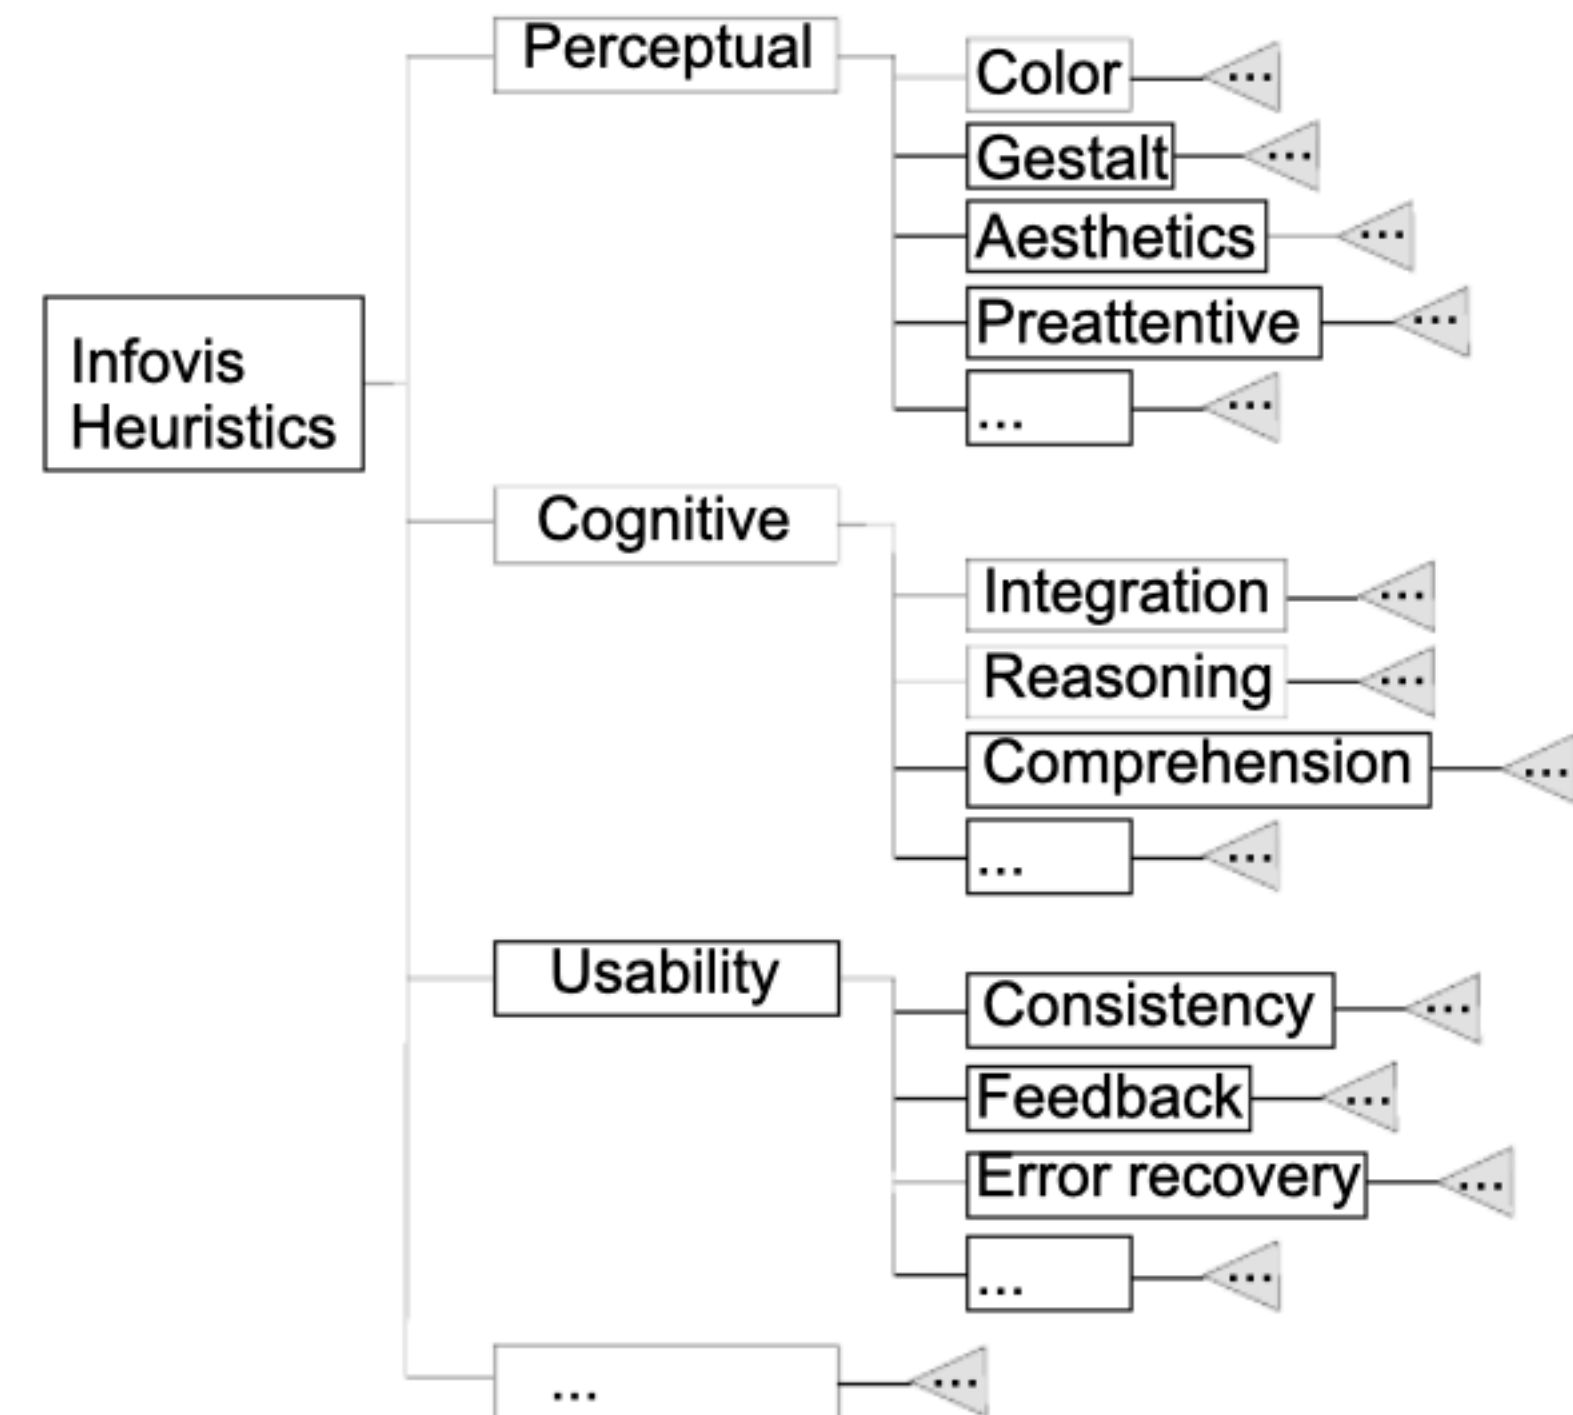 Perceptual
Color ...
Gestalt ...
Aesthetics ...
Preattentive ...
... ...
Infovis
Heuristics
Cognitive
Integration ...
Reasoning ...
Comprehension ...
... ...
Usability
Consistency ...
Feedback ...
Error recovery ...
... ...
... ...